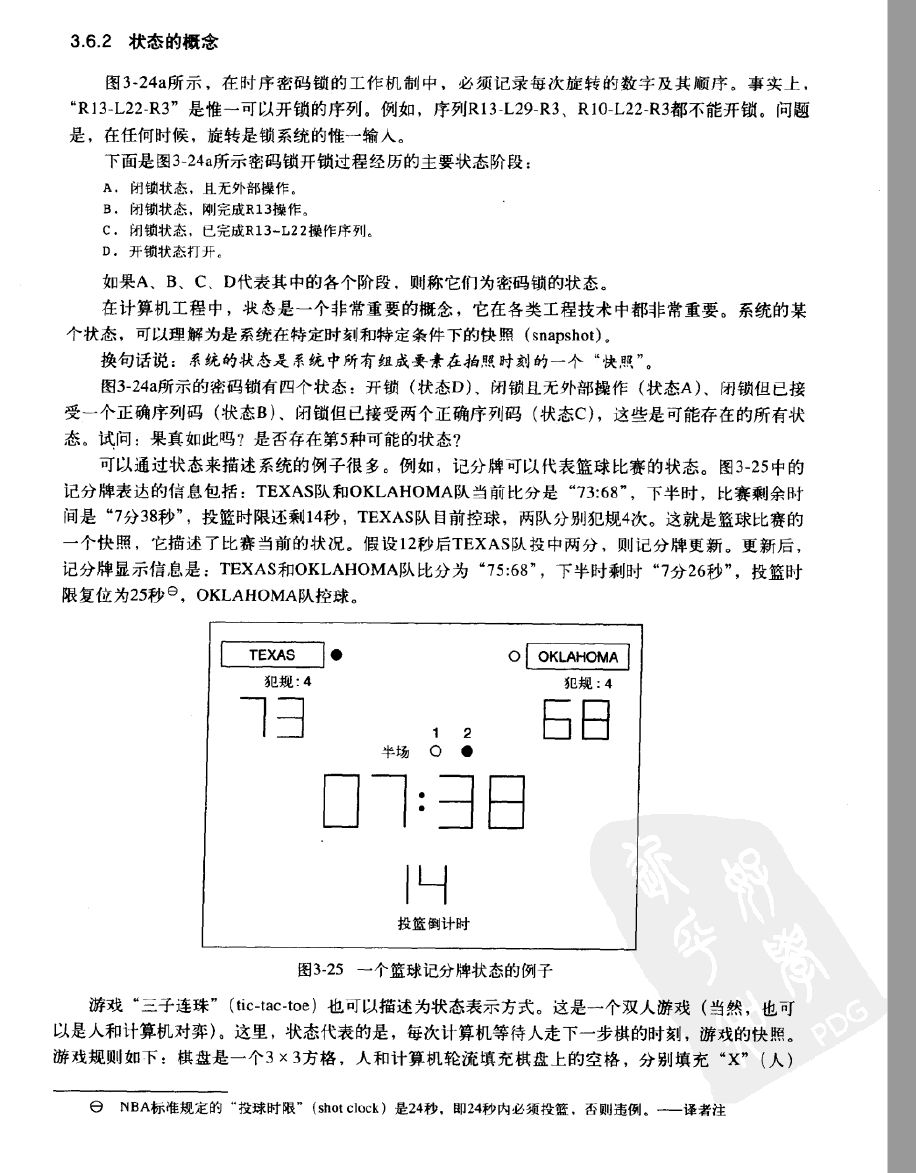 3.6.2 状态的概念
图3-24a所示，在时序密码锁的工作机制中，必须记录每次旋转的数字及其顺序。事实上，
“R13-L22-R3”是惟一可以开锁的序列。例如，序列R13-L29-R3、R10-L22-R3都不能开锁。问题
是，在任何时候，旋转是锁系统的惟一输入。
下面是图3-24a所示密码锁开锁过程经历的主要状态阶段：
A．闭锁状态，且无外部操作。
B．闭锁状态，刚完成R13操作。
C．闭锁状态，已完成R13-L22操作序列。
D．开锁状态打开。
如果A、B、C、D代表其中的各个阶段，则称它们为密码锁的状态。
在计算机工程中，状态是一个非常重要的概念，它在各类工程技术中都非常重要。系统的某
个状态，可以理解为是系统在特定时刻和特定条件下的快照（snapshot）。
换句话说：系统的状态是系统中所有组成要素在拍照时刻的一个“快照”。
图3-24a所示的密码锁有四个状态：开锁（状态D）、闭锁且无外部操作（状态A）、闭锁但已接
受一个正确序列码（状态B）、闭锁但已接受两个正确序列码（状态C），这些是可能存在的所有状
态。试问：果真如此吗？是否存在第5种可能的状态？
可以通过状态来描述系统的例子很多。例如，记分牌可以代表篮球比赛的状态。图3-25中的
记分牌表达的信息包括：TEXAS队和OKLAHOMA队当前比分是“73:68”，下半时，比赛剩余时
间是“7分38秒”，投篮时限还剩14秒，TEXAS队目前控球，两队分别犯规4次。这就是篮球比赛的
一个快照，它描述了比赛当前的状况。假设12秒后TEXAS队投中两分，则记分牌更新。更新后，
记分牌显示信息是：TEXAS和OKLAHOMA队比分为“75:68”，下半时剩时“7分26秒”，投篮时
限复位为25秒㊀，OKLAHOMA队控球。
TEXAS OKLAHOMA
犯规：4 犯规：4
73 68
1 2
半场
07:38
14
投篮倒计时
图3-25 一个篮球记分牌状态的例子
游戏“三子连珠”（tic-tac-toe）也可以描述为状态表示方式。这是一个双人游戏（当然，也可
以是人和计算机对弈）。这里，状态代表的是，每次计算机等待人走下一步棋的时刻，游戏的快照。
游戏规则如下：棋盘是一个3×3方格，人和计算机轮流填充棋盘上的空格，分别填充“X”（人）
㊀ NBA标准规定的“投球时限”（shot clock）是24秒，即24秒内必须投篮，否则违例。——译者注
PDG